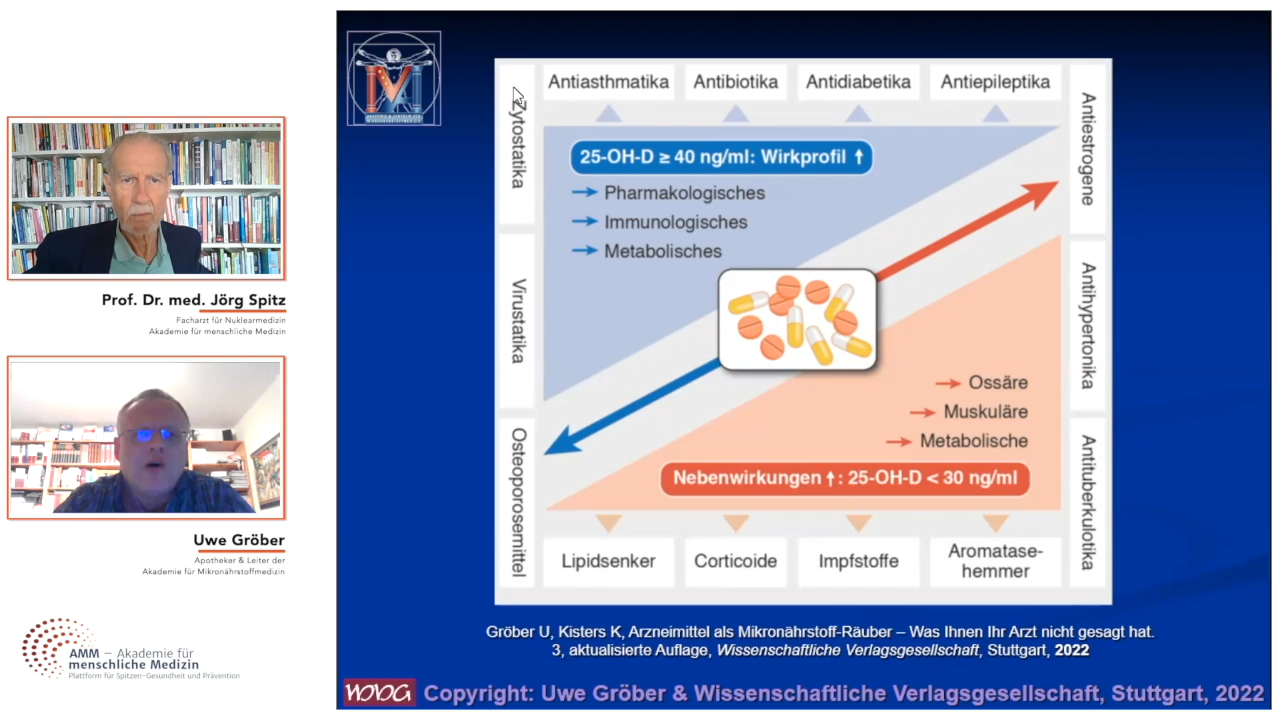 Prof. Dr. med. Jörg Spitz
Facharzt für Nuklearmedizin
Akademie für menschliche Medizin
Uwe Gröber
Apotheker & Leiter der
Akademie für Mikronährstoffmedizin
AMM – Akademie für
menschliche Medizin
Plattform für Spitzen-Gesundheit und Prävention
Antiasthmatika
Antibiotika
Antidiabetika
Antiepileptika
Zytostatika
Virustatika
Osteoporosemittel
25-OH-D ≥ 40 ng/ml: Wirkprofil ↑
→ Pharmakologisches
→ Immunologisches
→ Metabolisches
→ Ossäre
→ Muskuläre
→ Metabolische
Nebenwirkungen ↑: 25-OH-D < 30 ng/ml
Antiestrogene
Antihypertonika
Antituberkulotika
Lipidsenker
Corticoide
Impfstoffe
Aromatase-
hemmer
Gröber U, Kisters K, Arzneimittel als Mikronährstoff-Räuber – Was Ihnen Ihr Arzt nicht gesagt hat.
3, aktualisierte Auflage, Wissenschaftliche Verlagsgesellschaft, Stuttgart, 2022
Copyright: Uwe Gröber & Wissenschaftliche Verlagsgesellschaft, Stuttgart, 2022